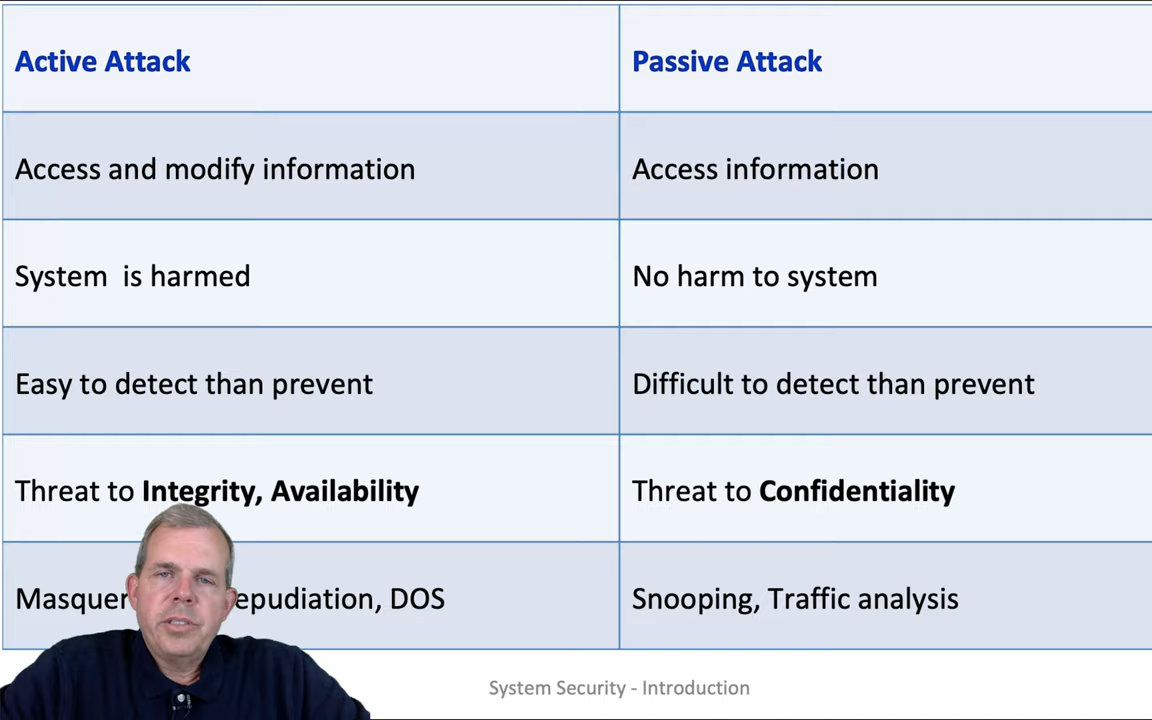 Active Attack
Passive Attack
Access and modify information
Access information
System is harmed
No harm to system
Easy to detect than prevent
Difficult to detect than prevent
Threat to Integrity, Availability
Threat to Confidentiality
DOS
Snooping, Traffic analysis
System Security - Introduction